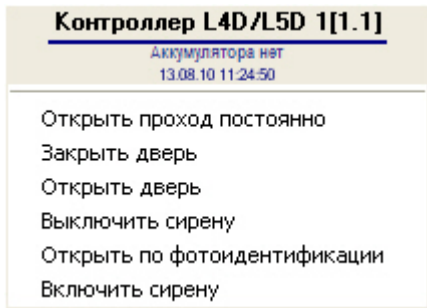 Контроллер L4D/L5D 1[1.1]
Аккумулятора нет
13.08.10 11:24:50
Открыть проход постоянно
Закрыть дверь
Открыть дверь
Выключить сирену
Открыть по фотоидентификации
Включить сирену